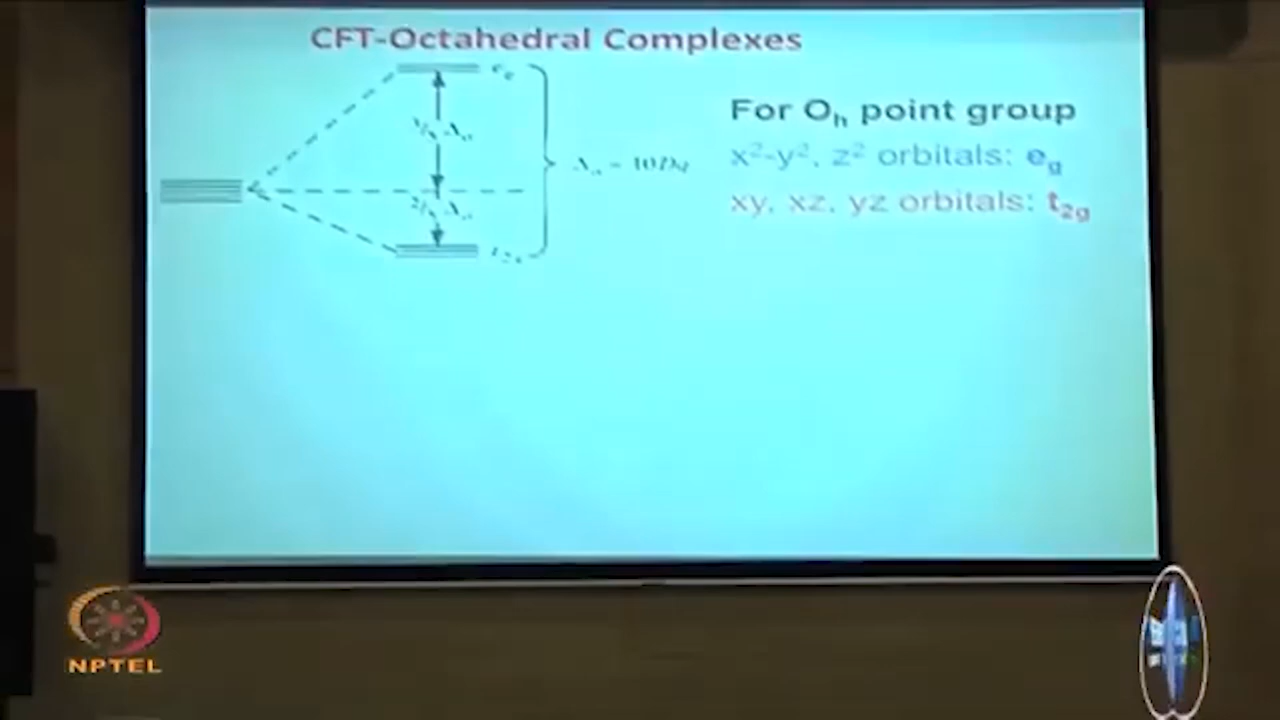 CFT-Octahedral Complexes
For Oh point group
x²-y², z² orbitals: eg
xy, xz, yz orbitals: t2g
NPTEL